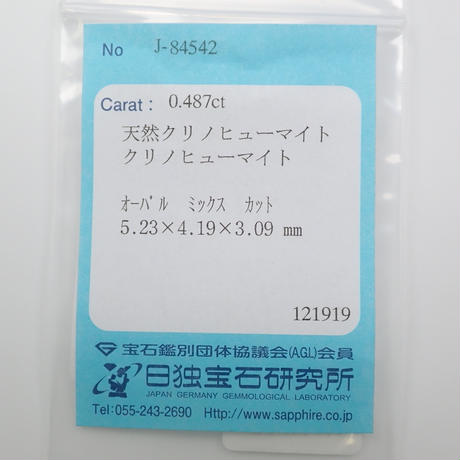 No J-84542
Carat : 0.487ct
天然クリノヒューマイト
クリノヒューマイト
ｵｰﾊﾞﾙ ﾐｯｸｽ ｶｯﾄ
5.23×4.19×3.09 mm
121919
宝石鑑別団体協議会(AGL)会員
日独宝石研究所
JAPAN GERMANY GEMMOLOGICAL LABORATORY
Tel:055-243-2690 Http://www.sapphire.co.jp